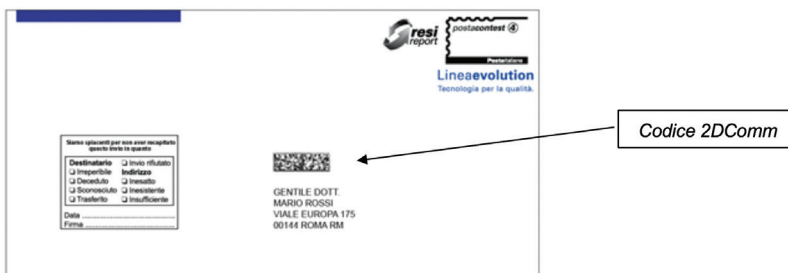 resi
report
postacontest 4
Posteitaliane
Lineaevolution
Tecnologia per la qualità.
Codice 2DComm
Siamo spiacenti per non aver recapitato
questo invio in quanto
Destinatario ❑ Invio rifiutato
❑ Irreperibile Indirizzo
❑ Deceduto ❑ Inesatto
❑ Sconosciuto ❑ Inesistente
❑ Trasferito ❑ Insufficiente
Data ....................................
Firma ..................................
GENTILE DOTT.
MARIO ROSSI
VIALE EUROPA 175
00144 ROMA RM